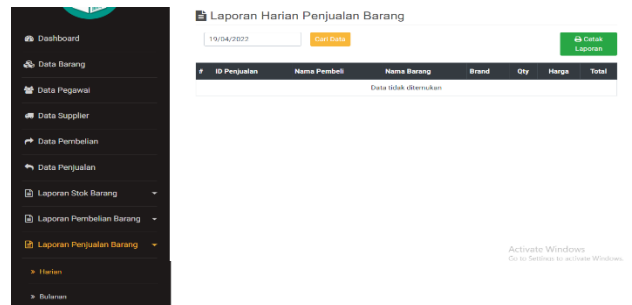 Laporan Harian Penjualan Barang
19/04/2022
Cari Data
Cetak
Laporan
# ID Penjualan Nama Pembeli Nama Barang Brand Qty Harga Total
Data tidak ditemukan
Dashboard
Data Barang
Data Pegawai
Data Supplier
Data Pembelian
Data Penjualan
Laporan Stok Barang
Laporan Pembelian Barang
Laporan Penjualan Barang
» Harian
» Bulanan
Activate Windows
Go to Settings to activate Windows.